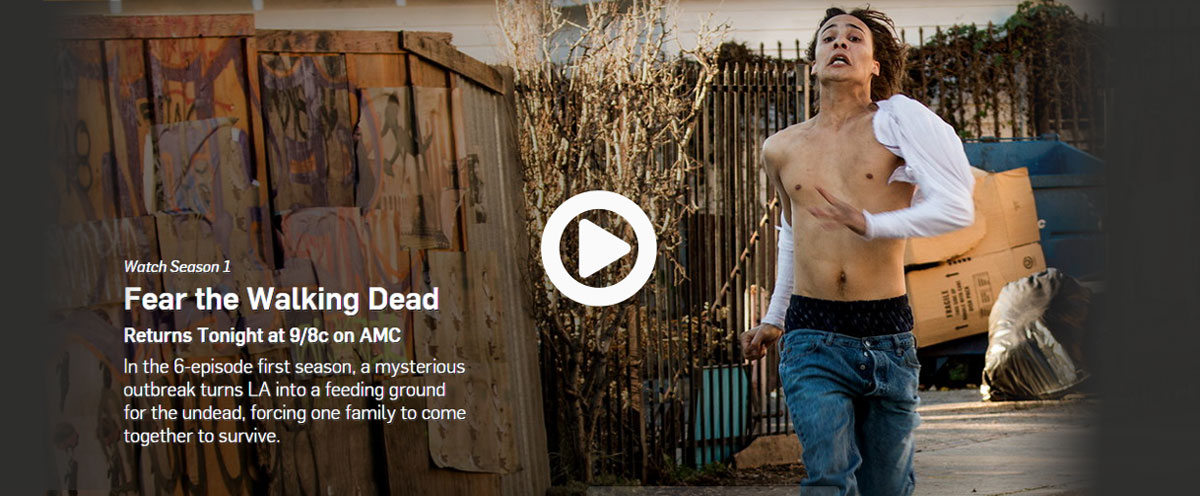 Watch Season 1
Fear the Walking Dead
Returns Tonight at 9/8c on AMC
In the 6-episode first season, a mysterious
outbreak turns LA into a feeding ground
for the undead, forcing one family to come
together to survive.
FRAGILE